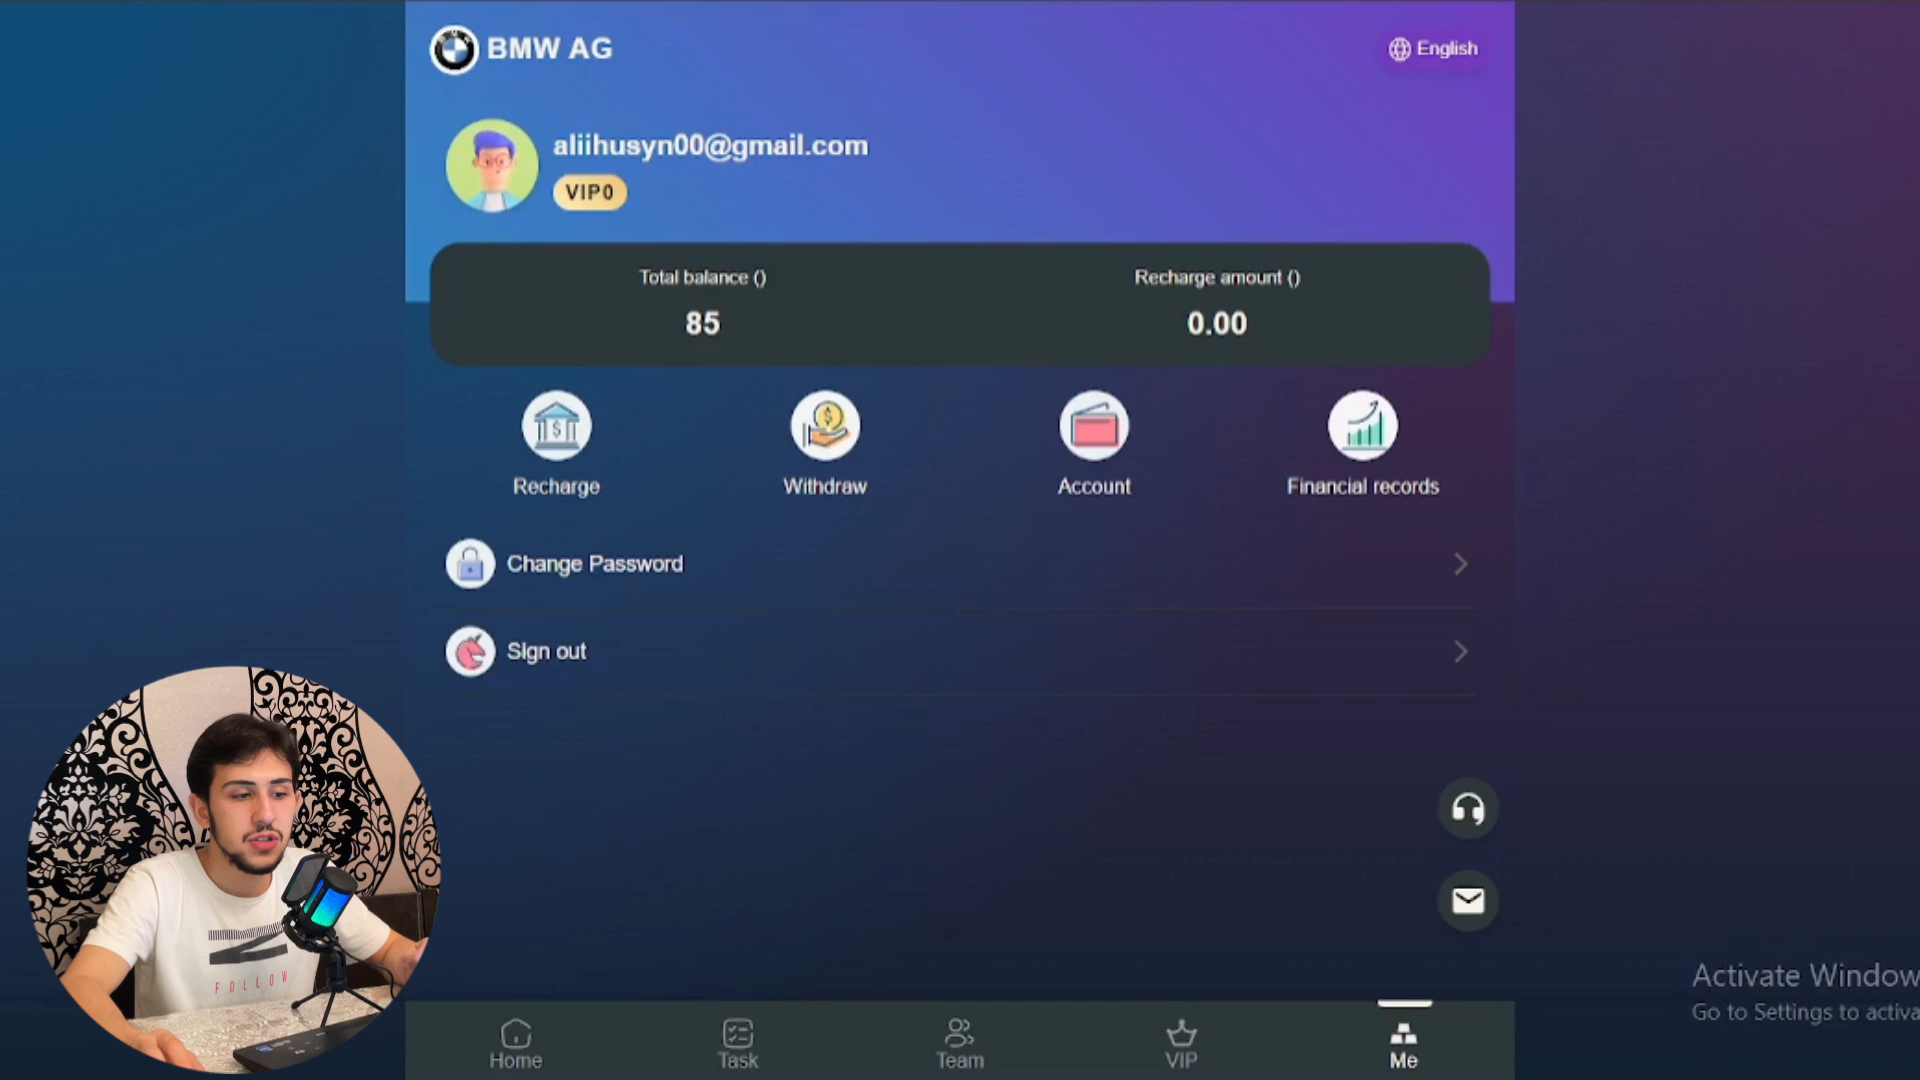 BMW AG
English
aliihusyn00@gmail.com
VIP0
Total balance ()
Recharge amount ()
85
0.00
Recharge
Withdraw
Account
Financial records
Change Password
Sign out
FOLLOW
Activate Window
Go to Settings to activa
Home
Task
Team
VIP
Me